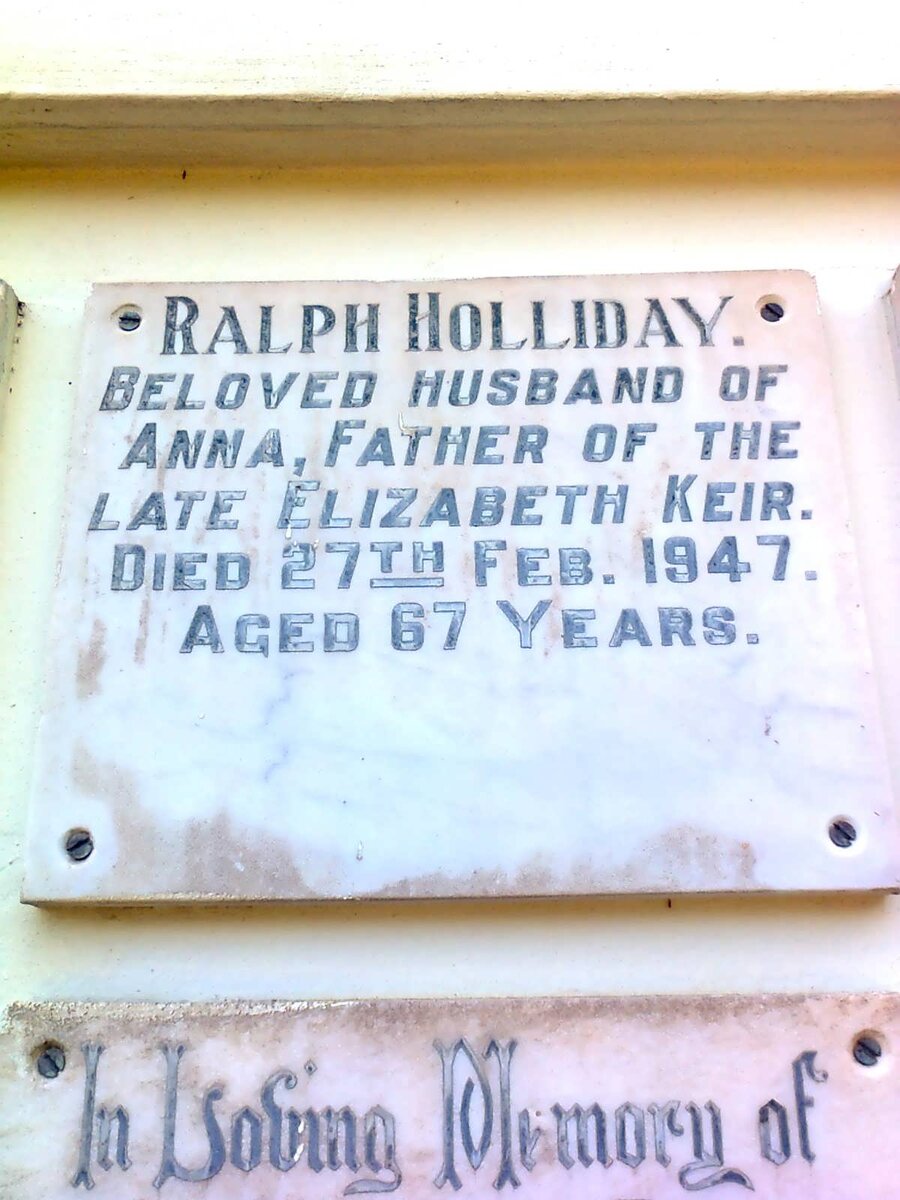 RALPH HOLLIDAY.
BELOVED HUSBAND OF
ANNA, FATHER OF THE
LATE ELIZABETH KEIR.
DIED 27TH FEB. 1947.
AGED 67 YEARS.
In Loving Memory of